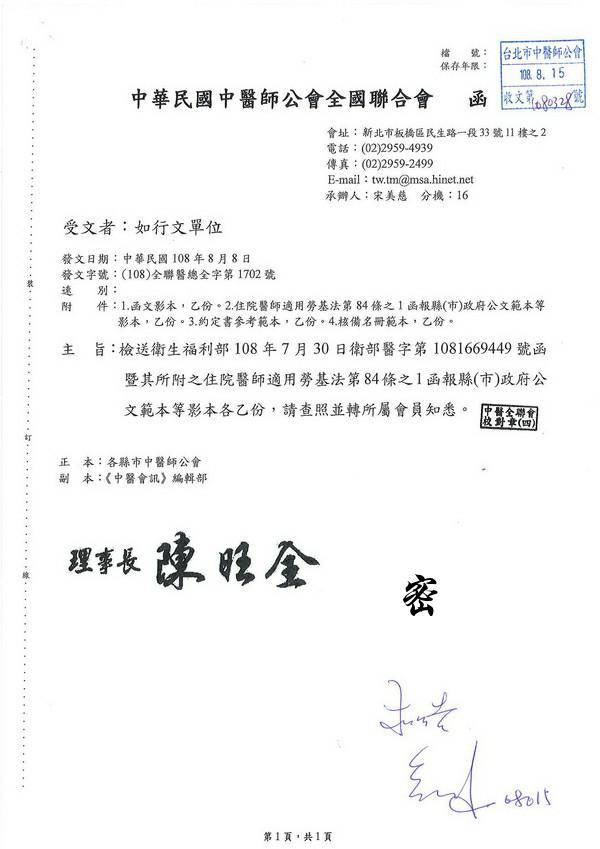 檔　　號：
保存年限：
台北市中醫師公會
108.8.15
收文第1080328號
中華民國中醫師公會全國聯合會　函
會址：新北市板橋區民生路一段33號11樓之2
電話：(02)2959-4939
傳真：(02)2959-2499
E-mail：tw.tm@msa.hinet.net
承辦人：宋美慈　分機：16
受文者：如行文單位
發文日期：中華民國108年8月8日
發文字號：(108)全聯醫總全字第1702號
速　　別：
附　　件：1.函文影本，乙份。2.住院醫師適用勞基法第84條之1函報縣(市)政府公文範本等
影本，乙份。3.約定書參考範本，乙份。4.核備名冊範本，乙份。
主　旨：檢送衛生福利部108年7月30日衛部醫字第1081669449號函
暨其所附之住院醫師適用勞基法第84條之1函報縣(市)政府公
文範本等影本各乙份，請查照並轉所屬會員知悉。
中醫全聯會
校對章(四)
正　本：各縣市中醫師公會
副　本：《中醫會訊》編輯部
理事長 陳旺全
密
08015
裝
訂
線
第1頁，共1頁